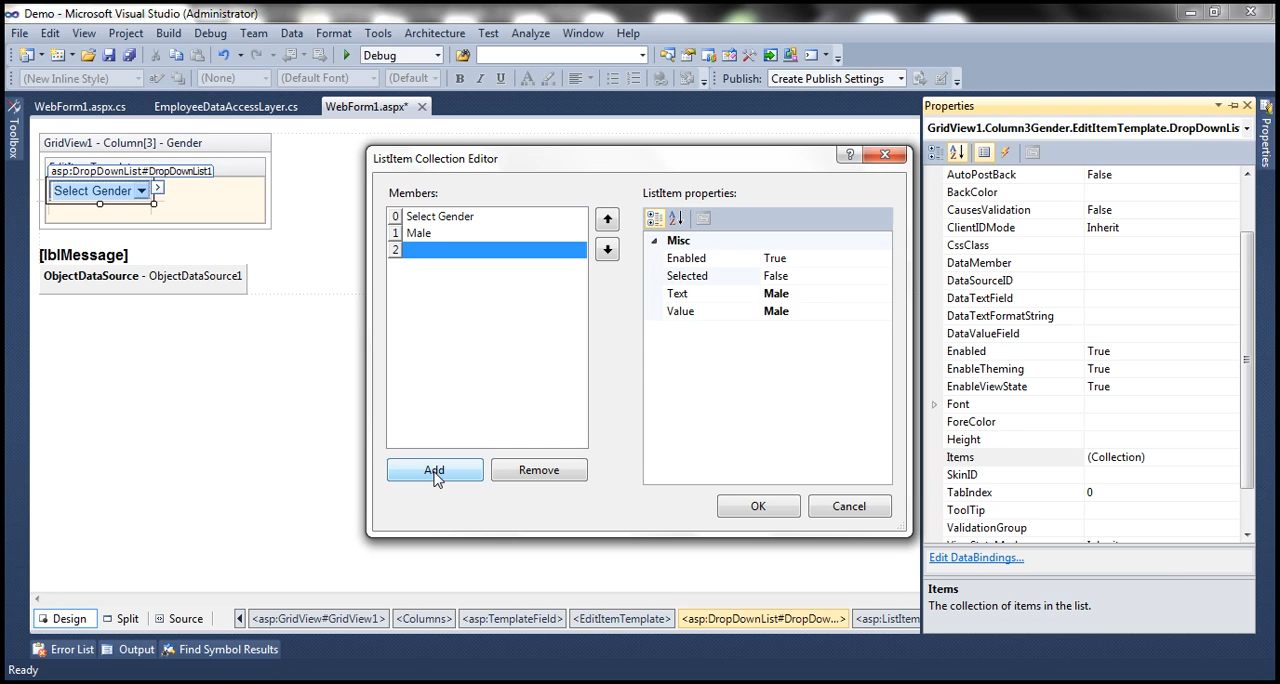 Demo - Microsoft Visual Studio (Administrator)
File Edit View Project Build Debug Team Data Format Tools Architecture Test Analyze Window Help
Debug
(New Inline Style) (None) (Default Font) (Default B I U A Publish: Create Publish Settings
WebForm1.aspx.cs EmployeeDataAccessLayer.cs WebForm1.aspx*
Toolbox
GridView1 - Column[3] - Gender
asp:DropDownList#DropDownList1
Select Gender
[lblMessage]
ObjectDataSource - ObjectDataSource1
ListItem Collection Editor
Members:
0 Select Gender
1 Male
2
Add Remove
ListItem properties:
Misc
Enabled True
Selected False
Text Male
Value Male
OK Cancel
Properties
GridView1.Column3Gender.EditItemTemplate.DropDownLis
AutoPostBack False
BackColor
CausesValidation False
ClientIDMode Inherit
CssClass
DataMember
DataSourceID
DataTextField
DataTextFormatString
DataValueField
Enabled True
EnableTheming True
EnableViewState True
Font
ForeColor
Height
Items (Collection)
SkinID
TabIndex 0
ToolTip
ValidationGroup
Edit DataBindings...
Items
The collection of items in the list.
Properties
Design Split Source <asp:GridView#GridView1> <Columns> <asp:TemplateField> <EditItemTemplate> <asp:DropDownList#DropDow...> <asp:ListItem
Error List Output Find Symbol Results
Ready